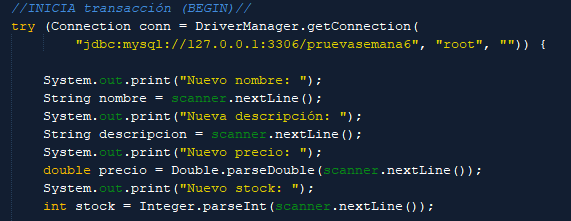 //INICIA transacción (BEGIN)//
try (Connection conn = DriverManager.getConnection(
"jdbc:mysql://127.0.0.1:3306/pruevasemana6", "root", "")) {
System.out.print("Nuevo nombre: ");
String nombre = scanner.nextLine();
System.out.print("Nueva descripción: ");
String descripcion = scanner.nextLine();
System.out.print("Nuevo precio: ");
double precio = Double.parseDouble(scanner.nextLine());
System.out.print("Nuevo stock: ");
int stock = Integer.parseInt(scanner.nextLine());